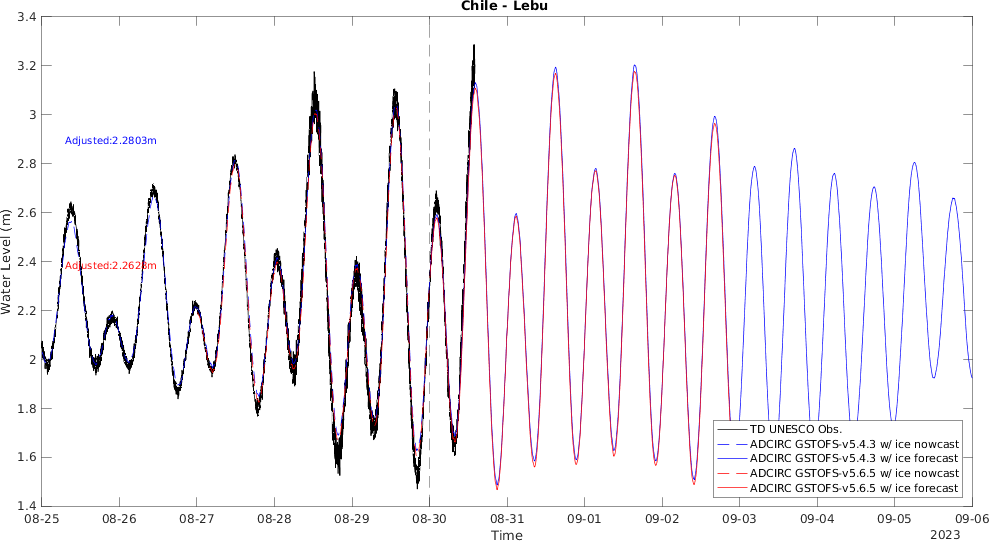 Chile - Lebu
3.4
3.2
3
2.8
2.6
2.4
2.2
2
1.8
1.6
1.4
Water Level (m)
Adjusted:2.2803m
Adjusted:2.2628m
TD UNESCO Obs.
ADCIRC GSTOFS-v5.4.3 w/ ice nowcast
ADCIRC GSTOFS-v5.4.3 w/ ice forecast
ADCIRC GSTOFS-v5.6.5 w/ ice nowcast
ADCIRC GSTOFS-v5.6.5 w/ ice forecast
08-25 08-26 08-27 08-28 08-29 08-30 08-31 09-01 09-02 09-03 09-04 09-05 09-06
Time
2023